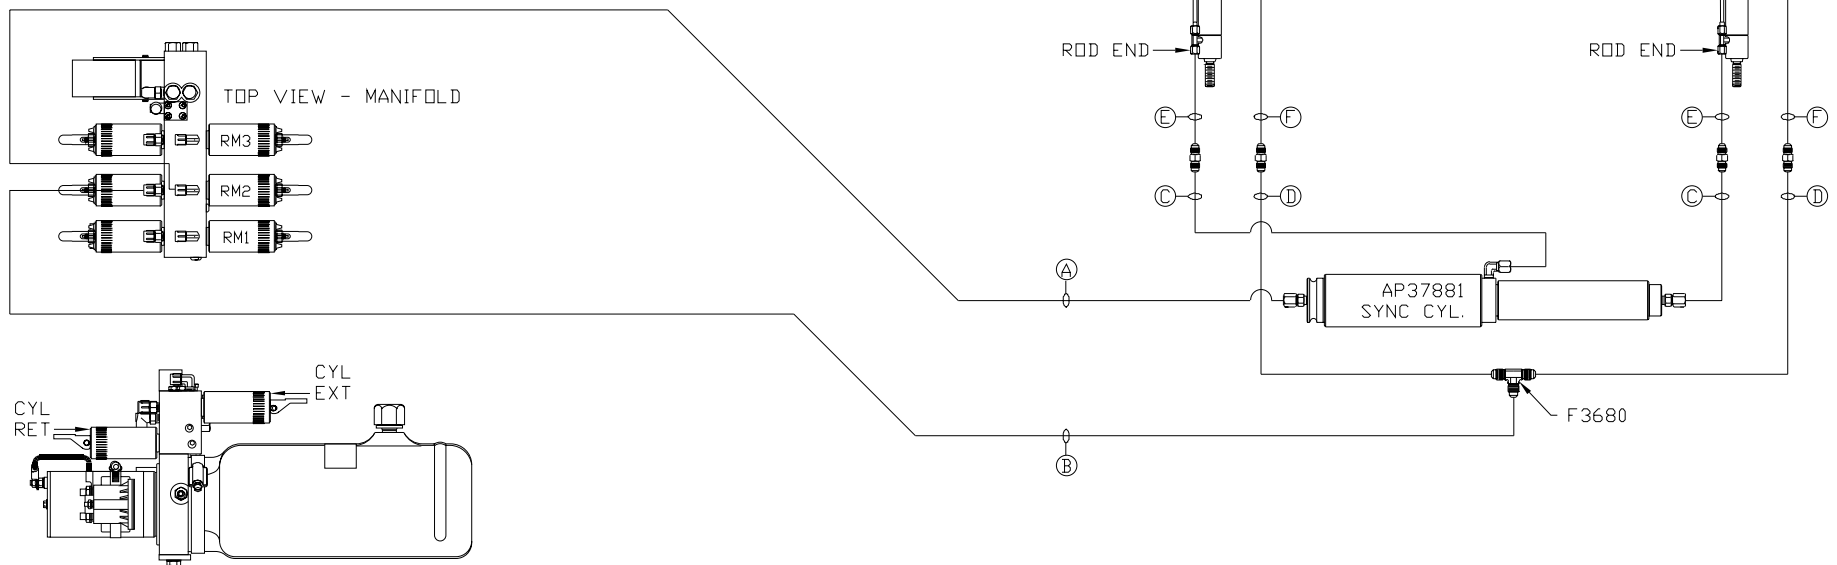 ROD END
ROD END
TOP VIEW - MANIFOLD
E
F
E
F
RM3
RM2
C
D
C
D
RM1
A
AP37881
SYNC CYL.
CYL
EXT
CYL
RET
F3680
B